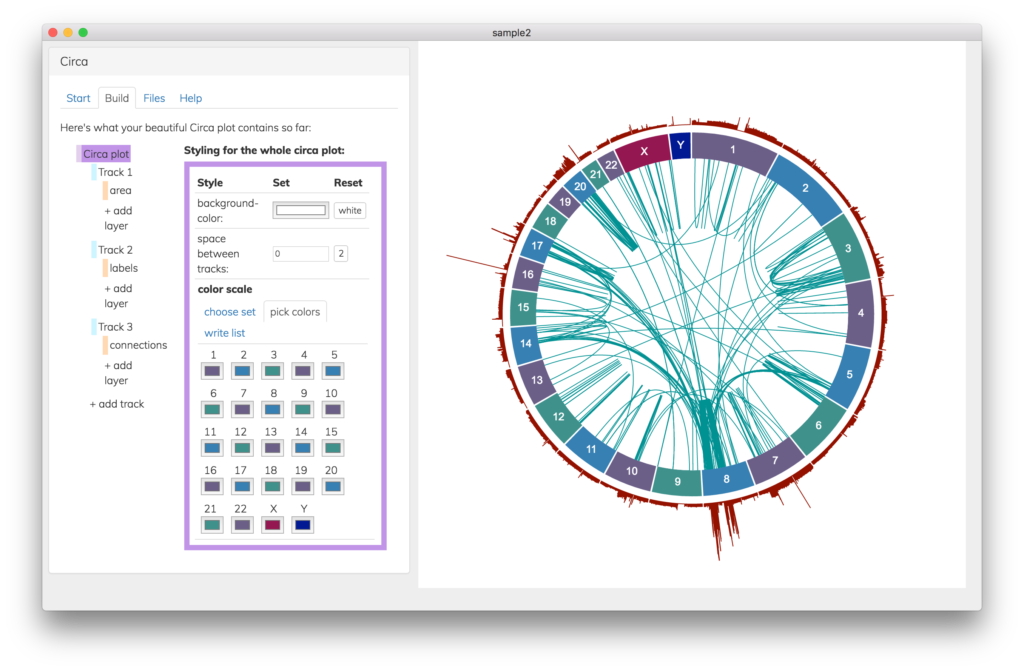 sample2
Circa
Start Build Files Help
Here's what your beautiful Circa plot contains so far:
Circa plot
Track 1
area
+ add
layer
Track 2
labels
+ add
layer
Track 3
connections
+ add
layer
+ add track
Styling for the whole circa plot:
Style Set Reset
background-
color:
white
space
between
tracks:
0
2
color scale
choose set pick colors
write list
1 2 3 4 5
6 7 8 9 10
11 12 13 14 15
16 17 18 19 20
21 22 X Y
1
2
3
4
5
6
7
8
9
10
11
12
13
14
15
16
17
18
19
20
21
22
X
Y